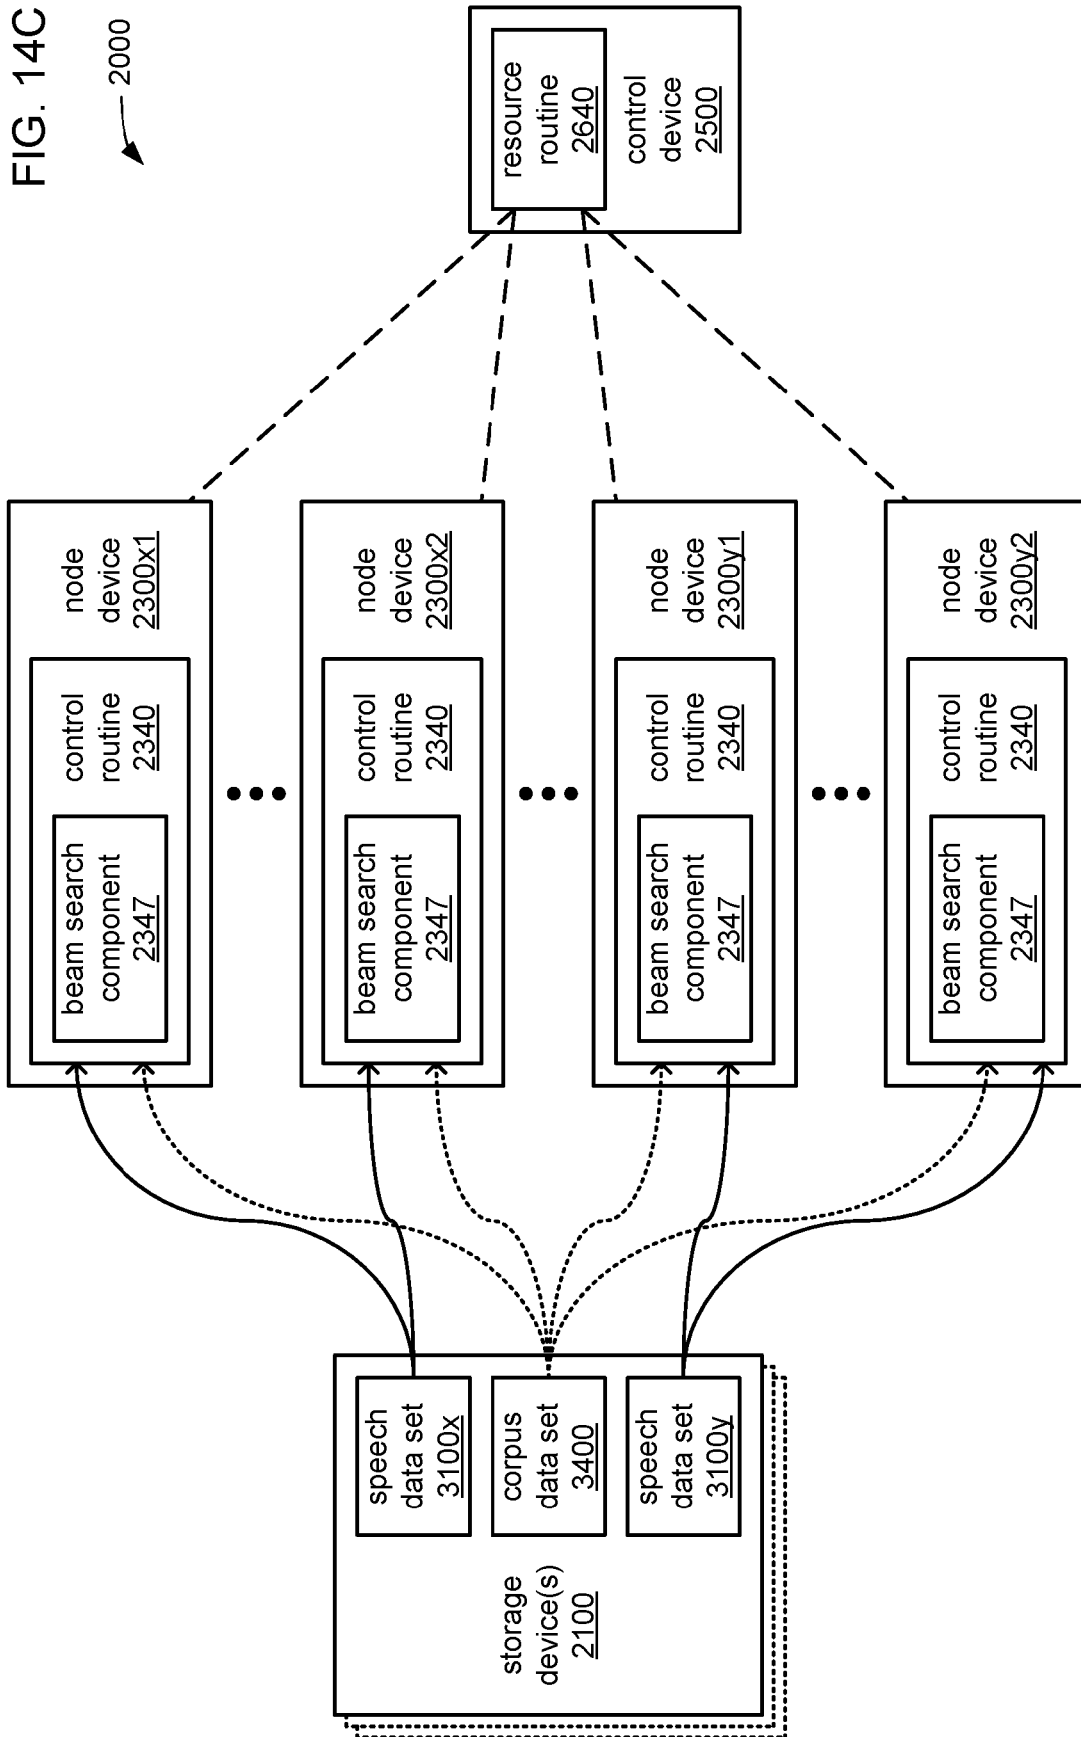 FIG. 14C
2000
resource
routine
2640
control
device
2500
node
device
2300x1
control
routine
2340
beam search
component
2347
node
device
2300x2
control
routine
2340
beam search
component
2347
node
device
2300y1
control
routine
2340
beam search
component
2347
node
device
2300y2
control
routine
2340
beam search
component
2347
speech
data set
3100x
corpus
data set
3400
speech
data set
3100y
storage
device(s)
2100